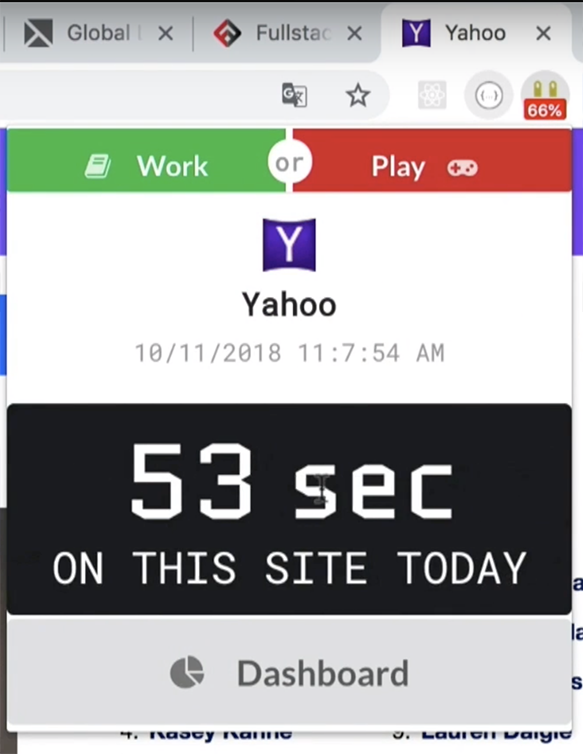 Global
Fullstac
Yahoo
66%
Work
or
Play
Y
Yahoo
10/11/2018 11:7:54 AM
53 sec
ON THIS SITE TODAY
Dashboard
4. Kasey Kahne
9. Lauren Daigle